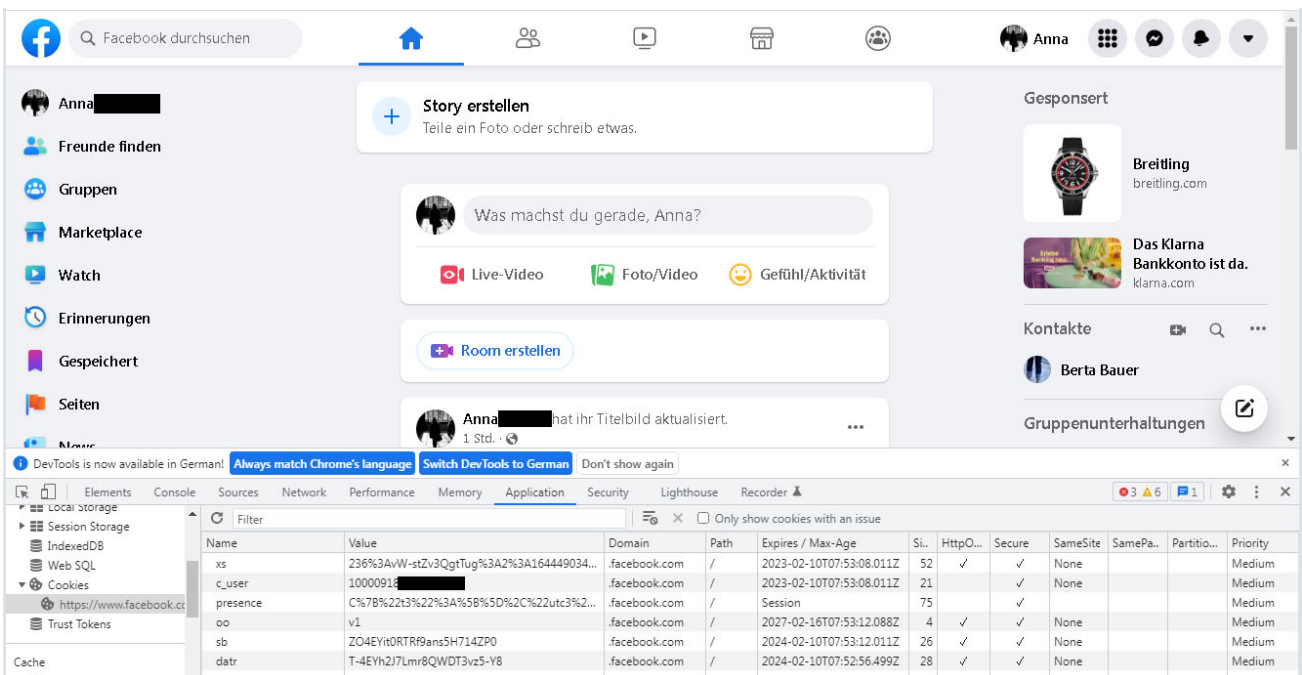 Facebook durchsuchen
Anna
Anna
Freunde finden
Gruppen
Marketplace
Watch
Erinnerungen
Gespeichert
Seiten
News
Story erstellen
Teile ein Foto oder schreib etwas.
Was machst du gerade, Anna?
Live-Video Foto/Video Gefühl/Aktivität
Room erstellen
Anna hat ihr Titelbild aktualisiert.
1 Std. ·
Gesponsert
Breitling
breitling.com
Das Klarna
Bankkonto ist da.
klarna.com
Kontakte
Berta Bauer
Gruppenunterhaltungen
DevTools is now available in German! Always match Chrome's language Switch DevTools to German Don't show again
Elements Console Sources Network Performance Memory Application Security Lighthouse Recorder 3 6 1
Local Storage
Session Storage
IndexedDB
Web SQL
Cookies
https://www.facebook.co
Trust Tokens
Cache
Filter Only show cookies with an issue
Name Value Domain Path Expires / Max-Age Si.. HttpO... Secure SameSite SamePa.. Partitio... Priority
xs 236%3AvW-stZv3QgtTug%3A2%3A164449034... .facebook.com / 2023-02-10T07:53:08.011Z 52 ✓ ✓ None Medium
c_user 10000918 .facebook.com / 2023-02-10T07:53:08.011Z 21 ✓ None Medium
presence C%7B%22t3%22%3A%5B%5D%2C%22utc3%2... .facebook.com / Session 75 ✓ Medium
oo v1 .facebook.com / 2027-02-16T07:53:12.088Z 4 ✓ ✓ None Medium
sb ZO4EYit0RTRf9ans5H714ZP0 .facebook.com / 2024-02-10T07:53:12.011Z 26 ✓ ✓ None Medium
datr T-4EYh2J7Lmr8QWDT3vz5-Y8 .facebook.com / 2024-02-10T07:52:56.499Z 28 ✓ ✓ None Medium